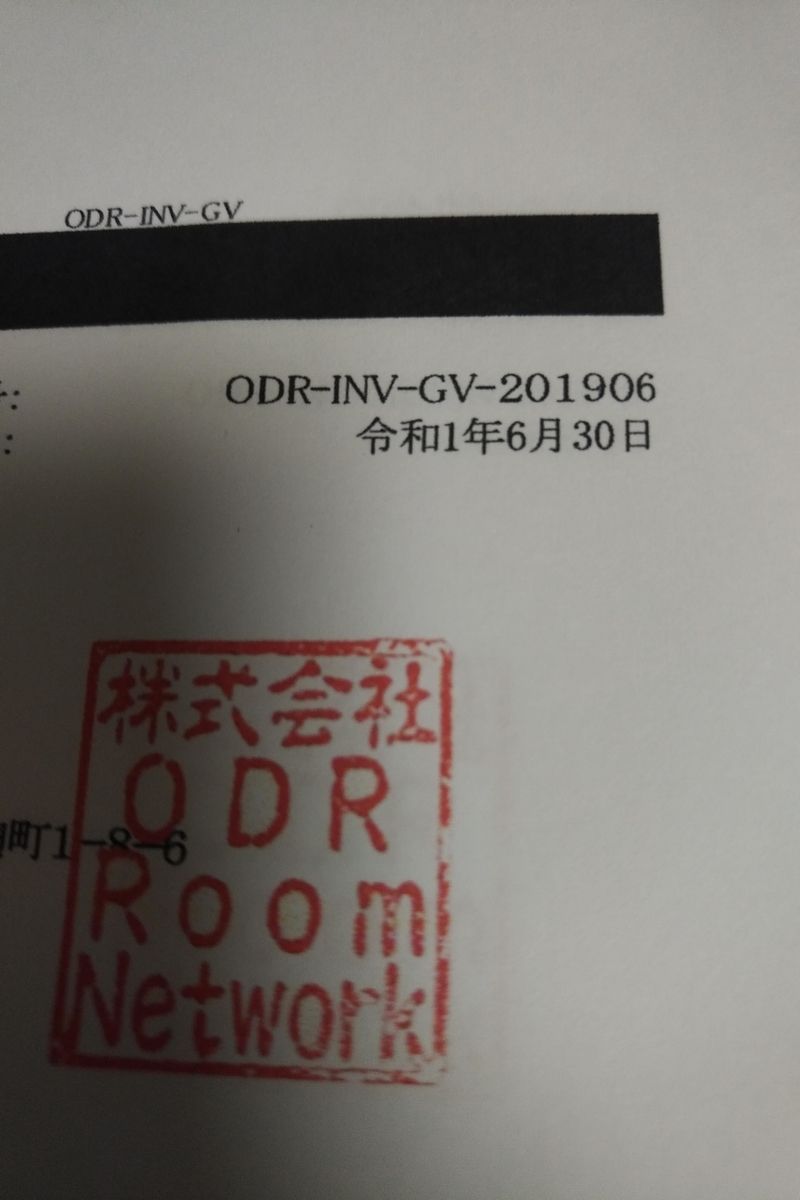 ODR-INV-GV
ODR-INV-GV-201906
令和1年6月30日
株式会社
ODR
町1-8-6
Room
Network